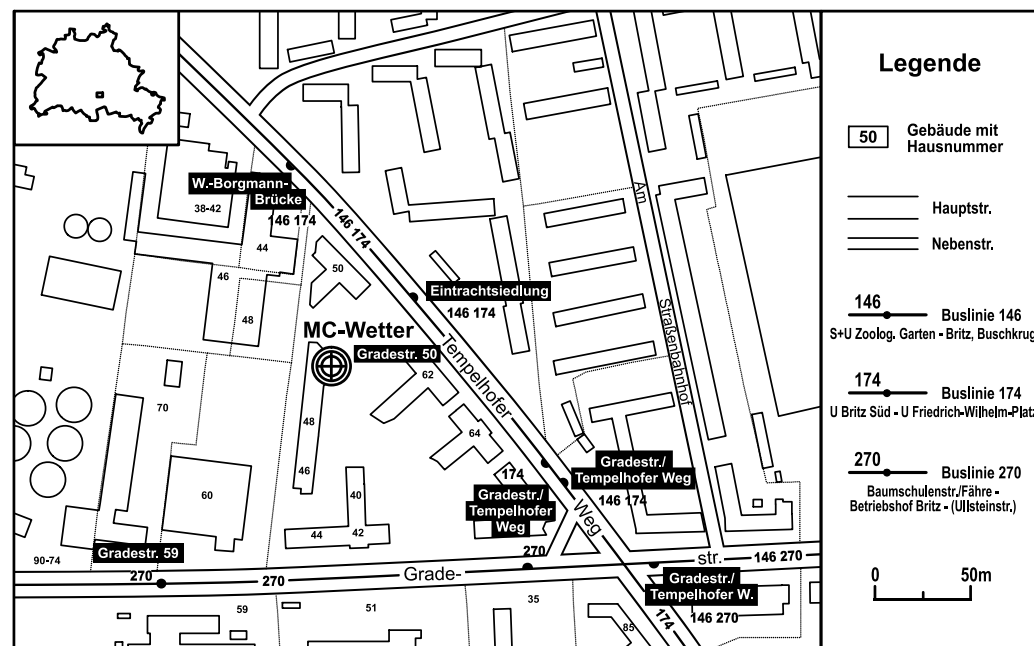 W.-Borgmann-
Brücke
146 174
38-42
44
46
48
50
146 174
Eintrachtsiedlung
146 174
MC-Wetter
Gradestr. 50
62
64
48
46
70
60
40
42
44
Tempelhofer
Weg
Am
Straßenbahnhof
174
Gradestr./
Tempelhofer
Weg
Gradestr./
Tempelhofer Weg
146 174
Gradestr. 59
90-74
270
270
270
Grade-
str.
146 270
Gradestr./
Tempelhofer W.
146 270
174
59
51
35
85
Legende
50
Gebäude mit
Hausnummer
Hauptstr.
Nebenstr.
146
Buslinie 146
S+U Zoolog. Garten - Britz, Buschkrug
174
Buslinie 174
U Britz Süd - U Friedrich-Wilhelm-Platz
270
Buslinie 270
Baumschulenstr./Fähre -
Betriebshof Britz - (Ullsteinstr.)
0 50m